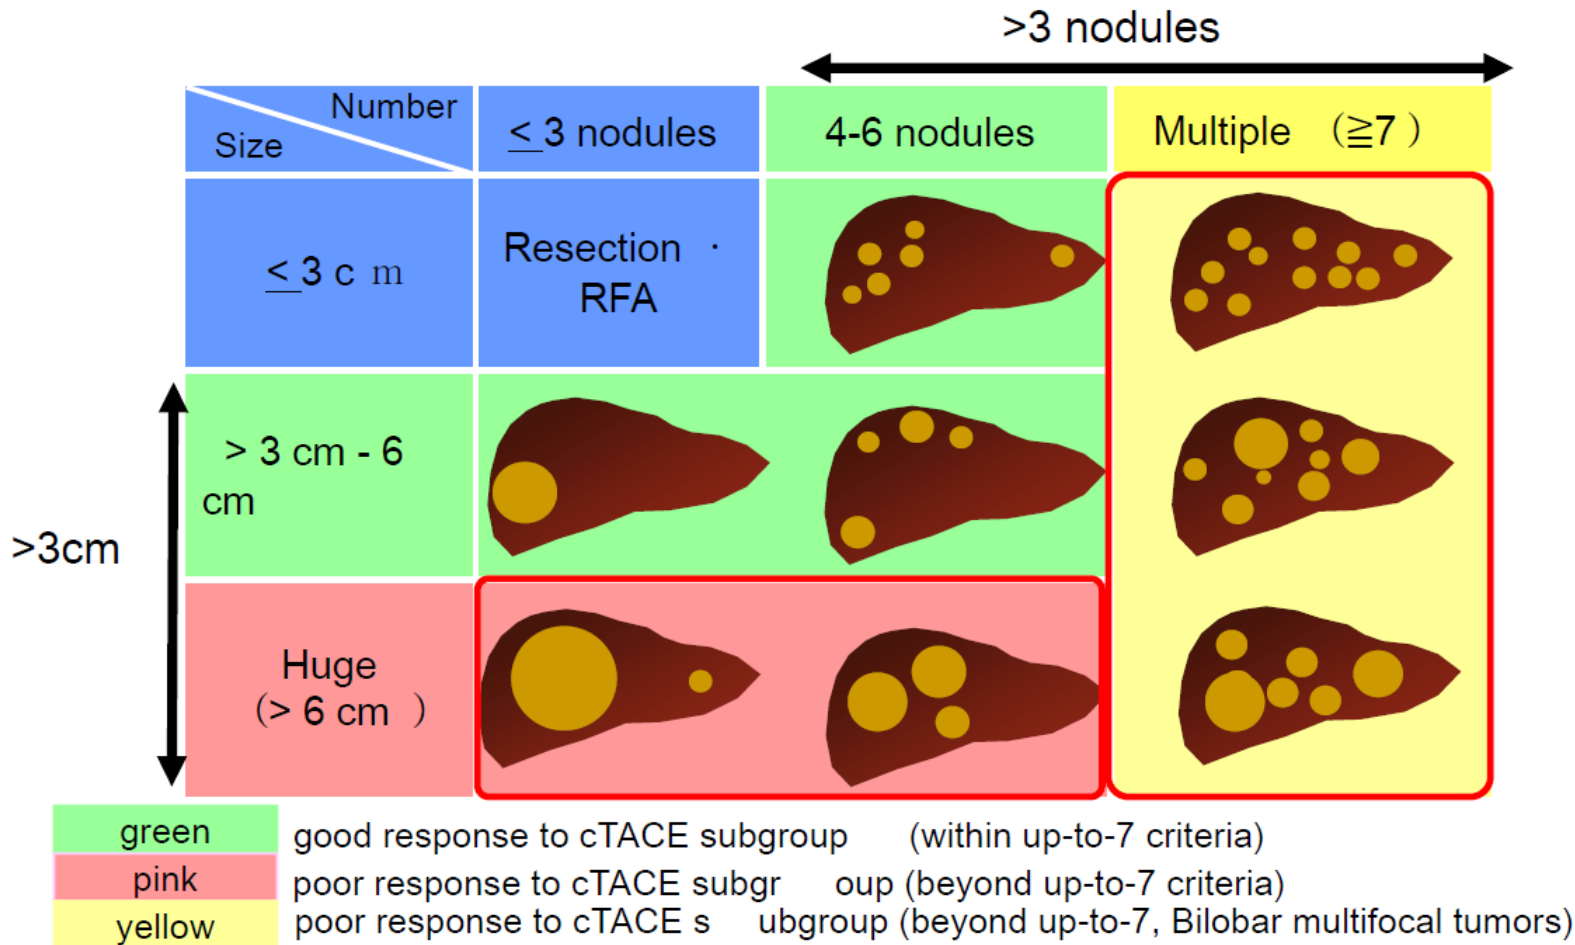 >3 nodules
Number
Size
< 3 nodules
4-6 nodules
Multiple (≧7 )
< 3 c m
Resection ·
RFA
> 3 cm - 6
cm
>3cm
Huge
(> 6 cm )
green
good response to cTACE subgroup (within up-to-7 criteria)
pink
poor response to cTACE subgr oup (beyond up-to-7 criteria)
yellow
poor response to cTACE s ubgroup (beyond up-to-7, Bilobar multifocal tumors)